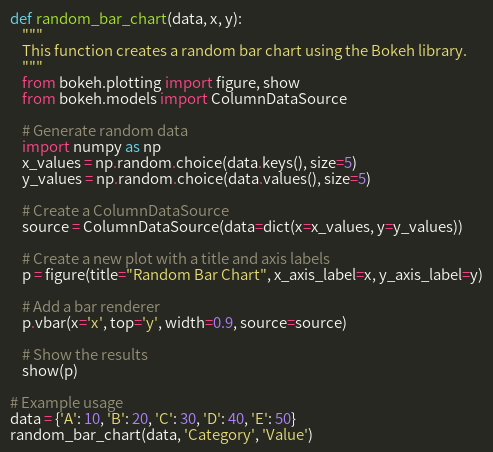 def random_bar_chart(data, x, y):
    """
    This function creates a random bar chart using the Bokeh library.
    """
    from bokeh.plotting import figure, show
    from bokeh.models import ColumnDataSource

    # Generate random data
    import numpy as np
    x_values = np.random.choice(data.keys(), size=5)
    y_values = np.random.choice(data.values(), size=5)

    # Create a ColumnDataSource
    source = ColumnDataSource(data=dict(x=x_values, y=y_values))

    # Create a new plot with a title and axis labels
    p = figure(title="Random Bar Chart", x_axis_label=x, y_axis_label=y)

    # Add a bar renderer
    p.vbar(x='x', top='y', width=0.9, source=source)

    # Show the results
    show(p)

# Example usage
data = {'A': 10, 'B': 20, 'C': 30, 'D': 40, 'E': 50}
random_bar_chart(data, 'Category', 'Value')